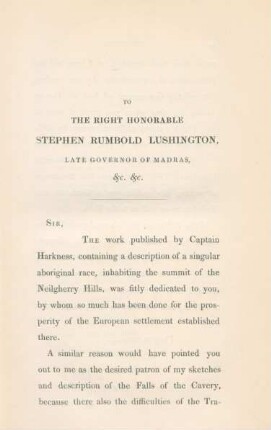 TO
THE RIGHT HONORABLE
STEPHEN RUMBOLD LUSHINGTON,
LATE GOVERNOR OF MADRAS,
&c. &c.
SIR,
THE work published by Captain
Harkness, containing a description of a singular
aboriginal race, inhabiting the summit of the
Neilgherry Hills, was fitly dedicated to you,
by whom so much has been done for the pros-
perity of the European settlement established
there.
A similar reason would have pointed you
out to me as the desired patron of my sketches
and description of the Falls of the Cavery,
because there also the difficulties of the Tra-